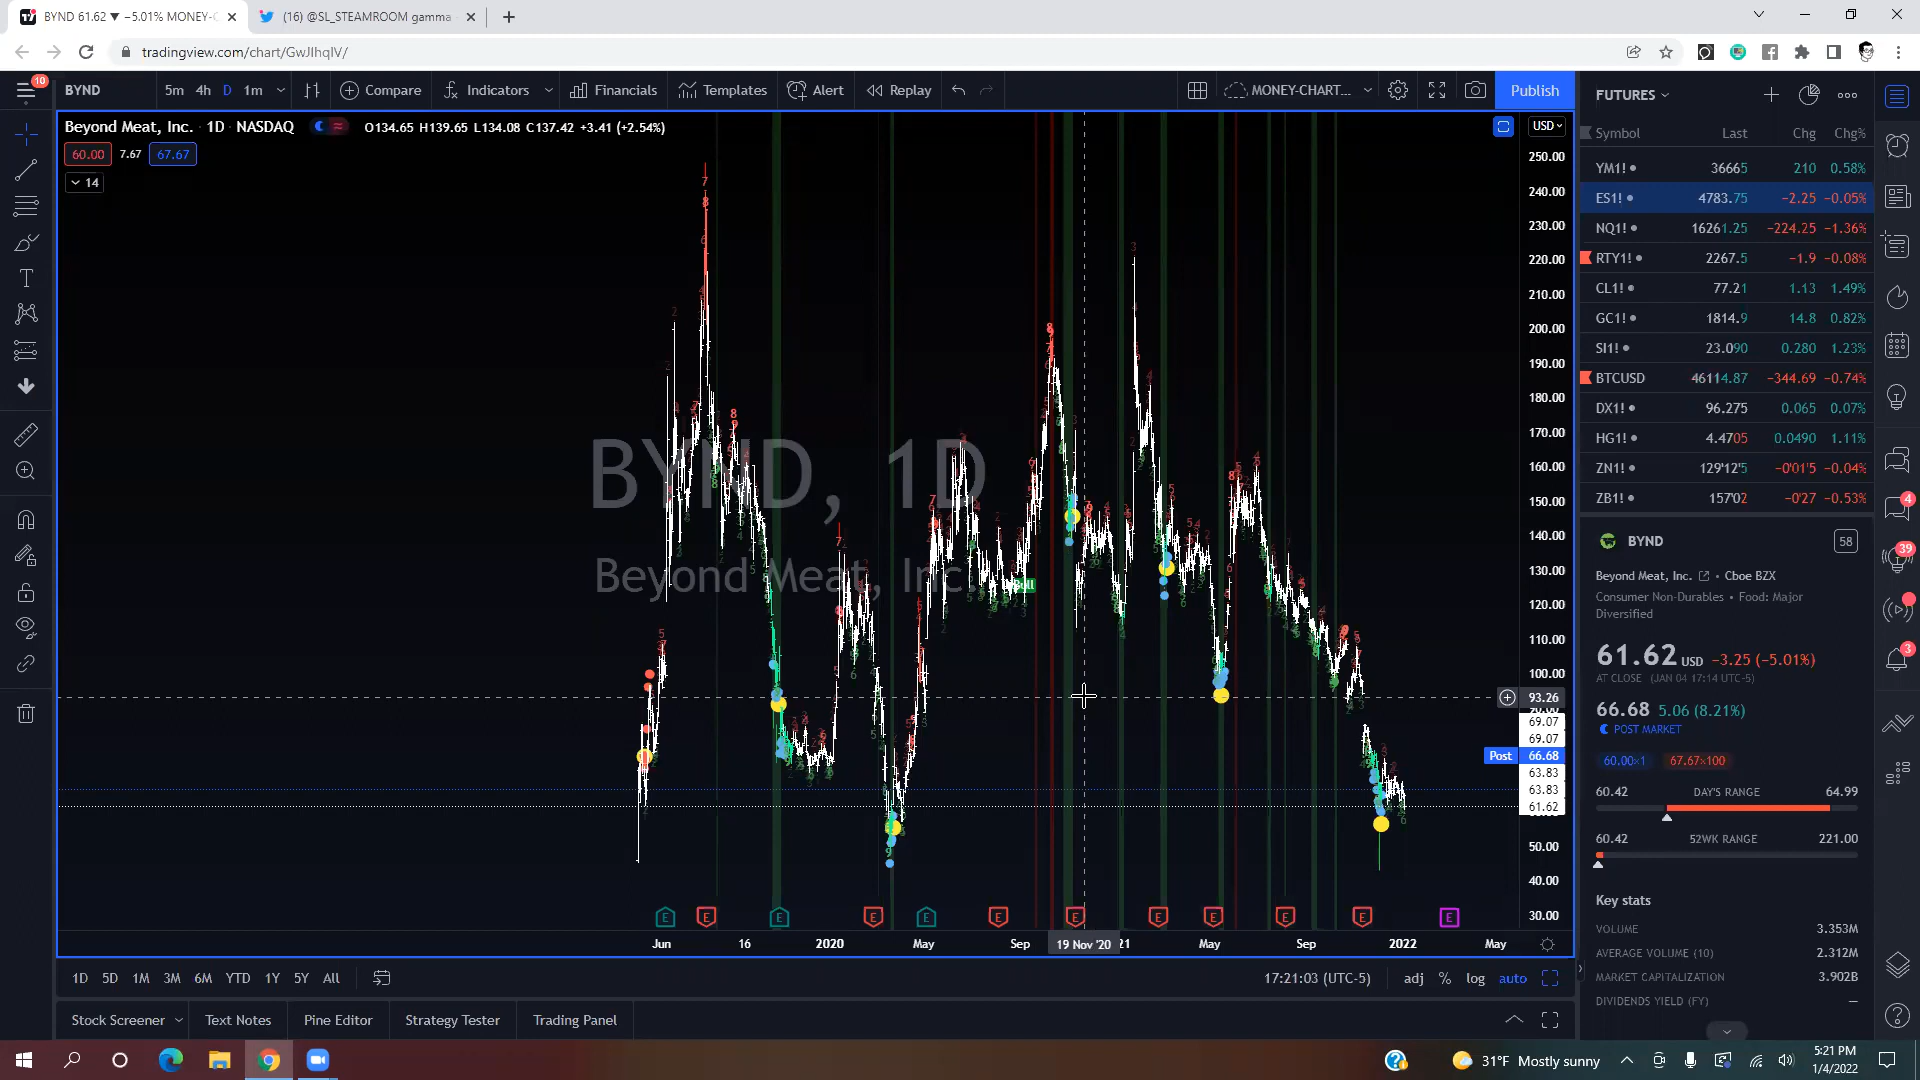 BYND 61.62 ▼ −5.01% MONEY-C
(16) @SL_STEAMROOM gamma
tradingview.com/chart/GwJIhqIV/
10
BYND
5m 4h D 1m
Compare
Indicators
Financials
Templates
Alert
Replay
MONEY-CHART...
Publish
Beyond Meat, Inc. · 1D · NASDAQ
O134.65 H139.65 L134.08 C137.42 +3.41 (+2.54%)
60.00 7.67 67.67
14
BYND, 1D
Beyond Meat, Inc.
USD
250.00
240.00
230.00
220.00
210.00
200.00
190.00
180.00
170.00
160.00
150.00
140.00
130.00
120.00
110.00
100.00
93.26
69.07
69.07
Post 66.68
63.83
63.83
61.62
50.00
40.00
30.00
E E E E E E E E E E E E
Jun 16 2020 May Sep 19 Nov '20 21 May Sep 2022 May
1D 5D 1M 3M 6M YTD 1Y 5Y All
17:21:03 (UTC-5) adj % log auto
Stock Screener Text Notes Pine Editor Strategy Tester Trading Panel
FUTURES
Symbol Last Chg Chg%
YM1! 36665 210 0.58%
ES1! 4783.75 −2.25 −0.05%
NQ1! 16261.25 −224.25 −1.36%
RTY1! 2267.5 −1.9 −0.08%
CL1! 77.21 1.13 1.49%
GC1! 1814.9 14.8 0.82%
SI1! 23.090 0.280 1.23%
BTCUSD 46114.87 −344.69 −0.74%
DX1! 96.275 0.065 0.07%
HG1! 4.4705 0.0490 1.11%
ZN1! 129'12'5 −0'01'5 −0.04%
ZB1! 157'02 −0'27 −0.53%
BYND 58
Beyond Meat, Inc. • Cboe BZX
Consumer Non-Durables • Food: Major
Diversified
61.62 USD −3.25 (−5.01%)
AT CLOSE (JAN 04 17:14 UTC-5)
66.68 5.06 (8.21%)
POST MARKET
60.00×1 67.67×100
60.42 DAY'S RANGE 64.99
60.42 52WK RANGE 221.00
Key stats
VOLUME 3.353M
AVERAGE VOLUME (10) 2.312M
MARKET CAPITALIZATION 3.902B
DIVIDENDS YIELD (FY) —
4
39
3
31°F Mostly sunny
5:21 PM
1/4/2022